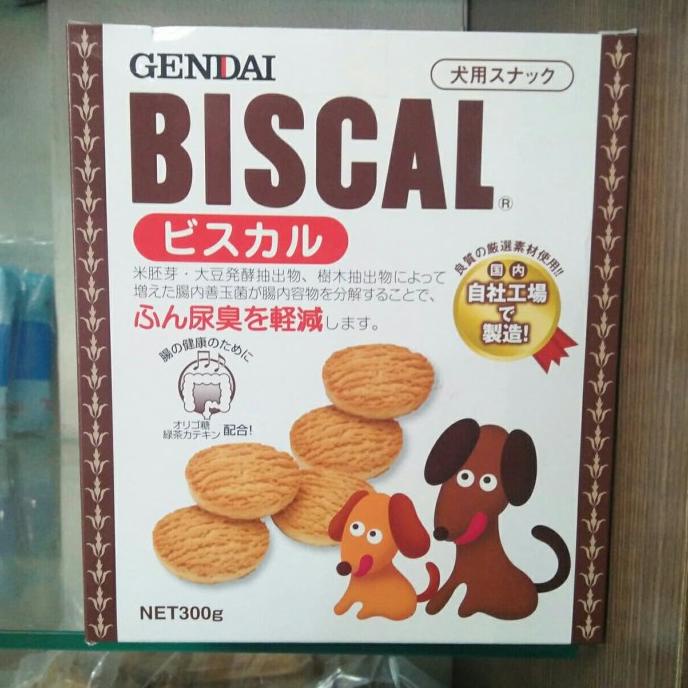 GENDAI
犬用スナック
BISCAL®
ビスカル
米胚芽・大豆発酵抽出物、樹木抽出物によって
増えた腸内善玉菌が腸内容物を分解することで、
ふん尿臭を軽減します。
良質の厳選素材使用!!
国内
自社工場
で
製造!
腸の健康のために
オリゴ糖
緑茶カテキン 配合!
NET300g